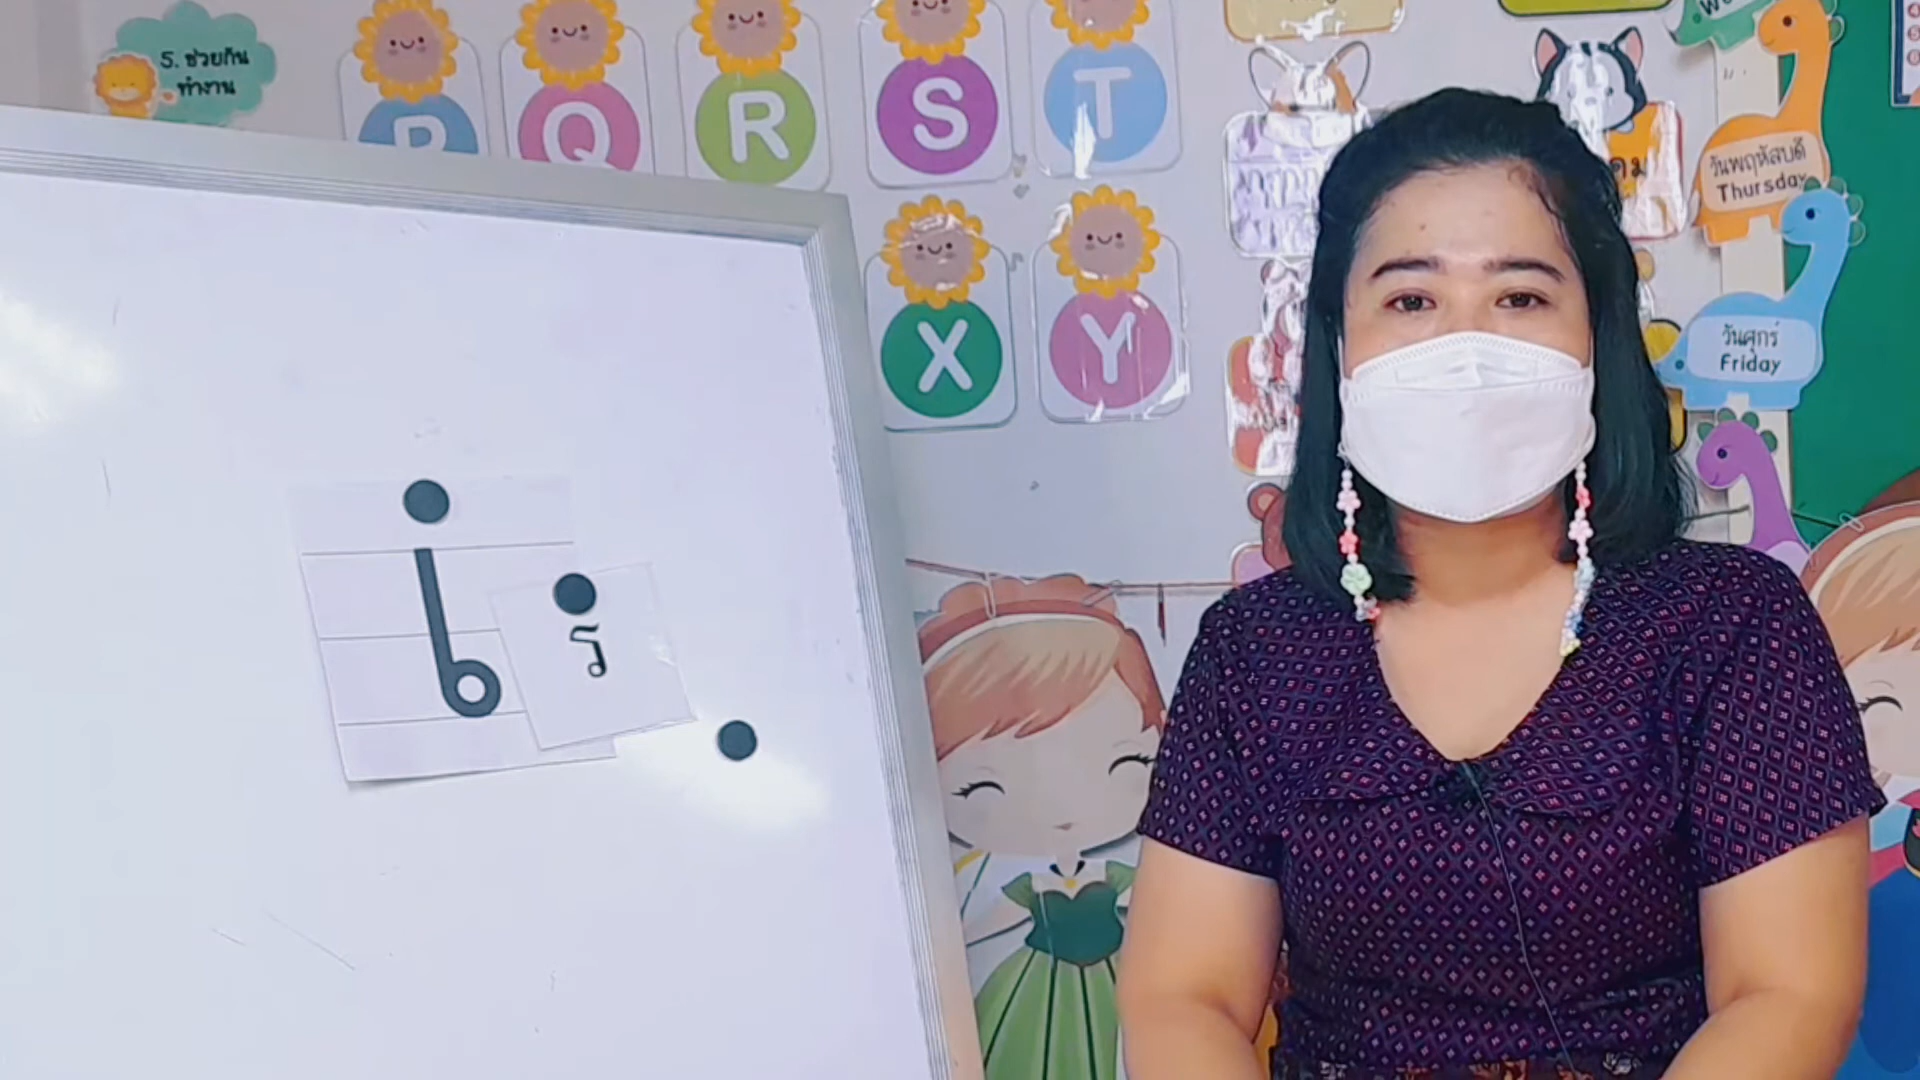 5. ช่วยกัน
ทำงาน
P Q R S T
X Y
เ
ร
วันพฤหัสบดี
Thursday
วันศุกร์
Friday